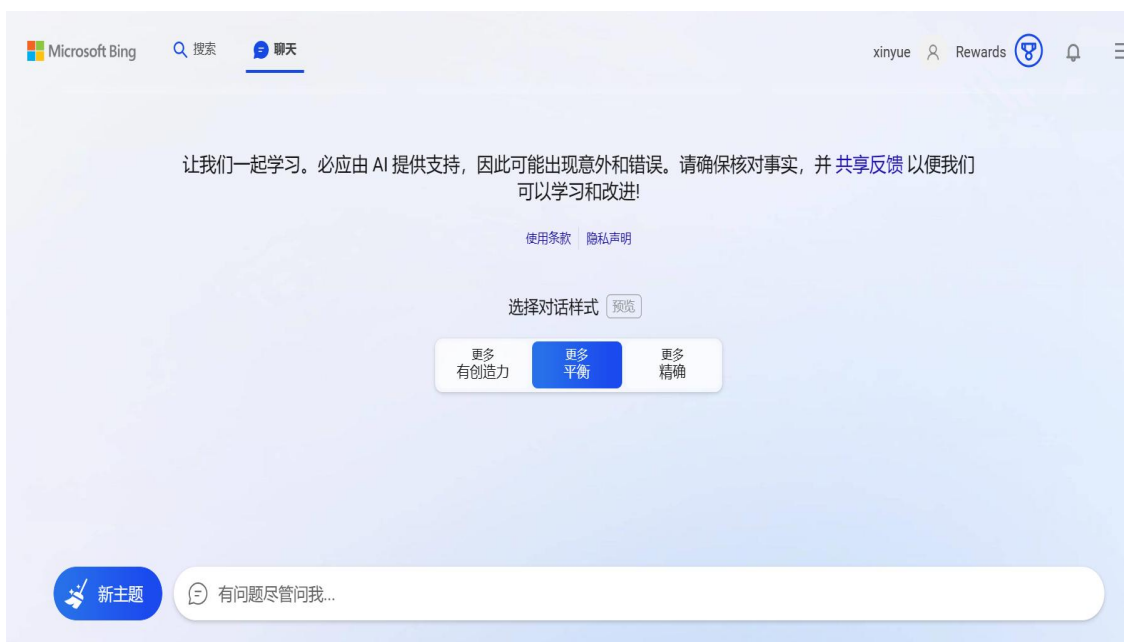 Microsoft Bing 搜索 聊天 xinyue Rewards
让我们一起学习。必应由 AI 提供支持，因此可能出现意外和错误。请确保核对事实，并 共享反馈 以便我们
可以学习和改进!
使用条款 隐私声明
选择对话样式 预览
更多 更多 更多
有创造力 平衡 精确
新主题 有问题尽管问我...